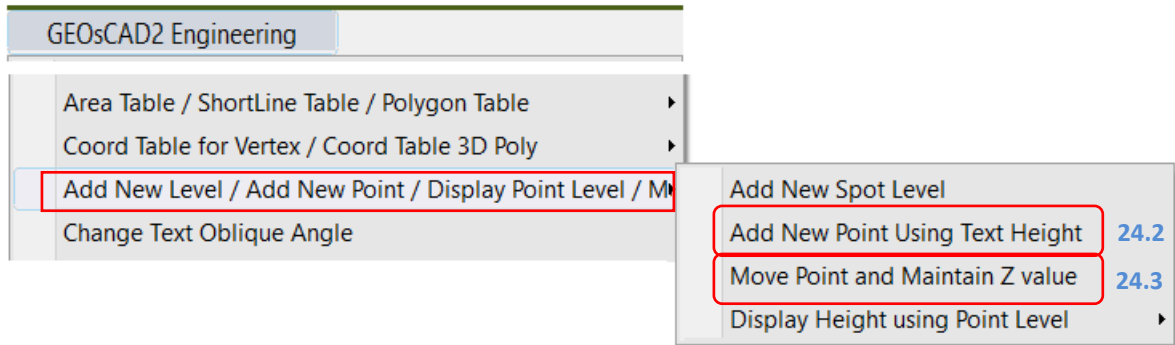 GEOsCAD2 Engineering
Area Table / ShortLine Table / Polygon Table
Coord Table for Vertex / Coord Table 3D Poly
Add New Level / Add New Point / Display Point Level / M
Change Text Oblique Angle
Add New Spot Level
Add New Point Using Text Height 24.2
Move Point and Maintain Z value 24.3
Display Height using Point Level